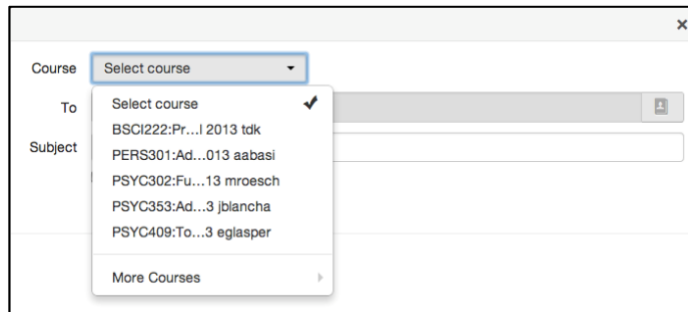 ×
Course Select course
To
Select course ✔
BSCI222:Pr...l 2013 tdk
PERS301:Ad...013 aabasi
Subject
PSYC302:Fu...13 mroesch
PSYC353:Ad...3 jblancha
PSYC409:To...3 eglasper
More Courses